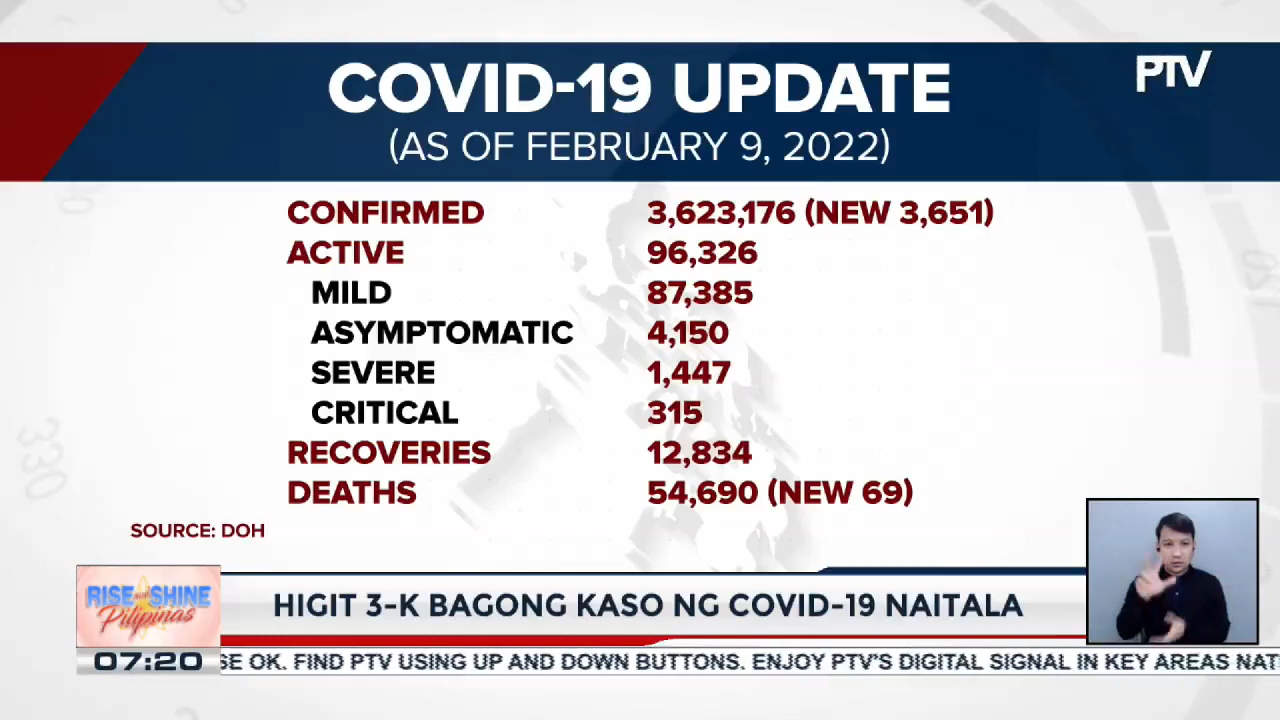 COVID-19 UPDATE
PTV
(AS OF FEBRUARY 9, 2022)
CONFIRMED 3,623,176 (NEW 3,651)
ACTIVE 96,326
MILD 87,385
ASYMPTOMATIC 4,150
SEVERE 1,447
CRITICAL 315
RECOVERIES 12,834
DEATHS 54,690 (NEW 69)
SOURCE: DOH
330
RISE and SHINE
Pilipinas
HIGIT 3-K BAGONG KASO NG COVID-19 NAITALA
07:20
SE OK. FIND PTV USING UP AND DOWN BUTTONS. ENJOY PTV'S DIGITAL SIGNAL IN KEY AREAS NAT